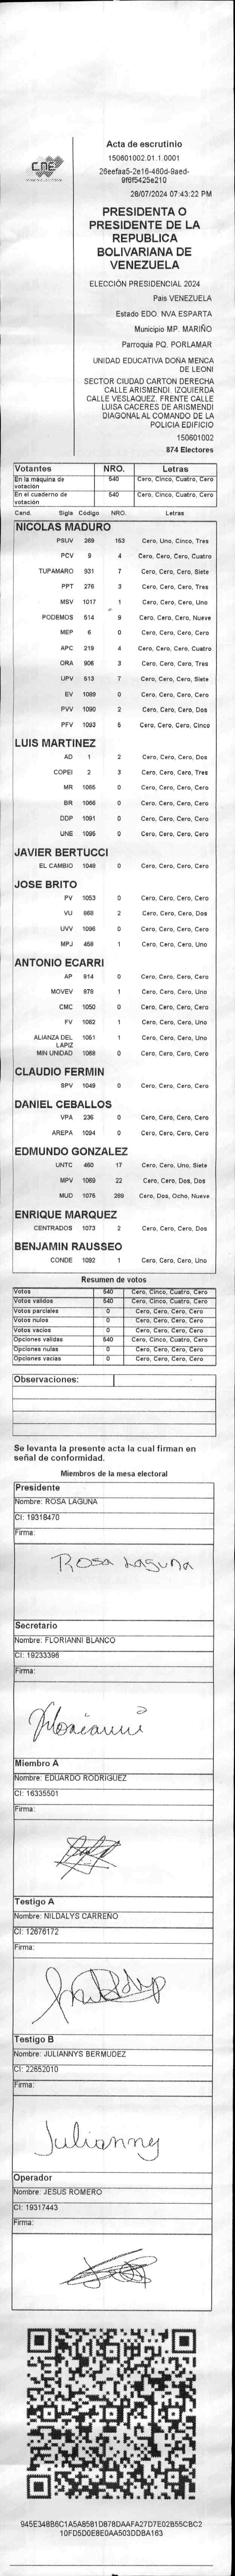 CNE
Acta de escrutinio
150601002.01.1.0001
26eefaa5-2e16-460d-9aed-
9f6f5425e210
28/07/2024 07:43:22 PM
PRESIDENTA O
PRESIDENTE DE LA
REPUBLICA
BOLIVARIANA DE
VENEZUELA
ELECCIÓN PRESIDENCIAL 2024
Pais VENEZUELA
Estado EDO. NVA ESPARTA
Municipio MP. MARIÑO
Parroquia PQ. PORLAMAR
UNIDAD EDUCATIVA DOÑA MENCA
DE LEONI
SECTOR CIUDAD CARTON DERECHA
CALLE ARISMENDI. IZQUIERDA
CALLE VESLAQUEZ. FRENTE CALLE
LUISA CACERES DE ARISMENDI
DIAGONAL AL COMANDO DE LA
POLICIA EDIFICIO
150601002
874 Electores
Votantes NRO. Letras
En la máquina de votación 540 Cero, Cinco, Cuatro, Cero
En el cuaderno de votación 540 Cero, Cinco, Cuatro, Cero
Cand. Sigla Código NRO. Letras
NICOLAS MADURO
PSUV 269 153 Cero, Uno, Cinco, Tres
PCV 9 4 Cero, Cero, Cero, Cuatro
TUPAMARO 931 7 Cero, Cero, Cero, Siete
PPT 276 3 Cero, Cero, Cero, Tres
MSV 1017 1 Cero, Cero, Cero, Uno
PODEMOS 514 9 Cero, Cero, Cero, Nueve
MEP 6 0 Cero, Cero, Cero, Cero
APC 219 4 Cero, Cero, Cero, Cuatro
ORA 906 3 Cero, Cero, Cero, Tres
UPV 513 7 Cero, Cero, Cero, Siete
EV 1089 0 Cero, Cero, Cero, Cero
PVV 1090 2 Cero, Cero, Cero, Dos
PFV 1093 5 Cero, Cero, Cero, Cinco
LUIS MARTINEZ
AD 1 2 Cero, Cero, Cero, Dos
COPEI 2 3 Cero, Cero, Cero, Tres
MR 1065 0 Cero, Cero, Cero, Cero
BR 1066 0 Cero, Cero, Cero, Cero
DDP 1091 0 Cero, Cero, Cero, Cero
UNE 1095 0 Cero, Cero, Cero, Cero
JAVIER BERTUCCI
EL CAMBIO 1048 0 Cero, Cero, Cero, Cero
JOSE BRITO
PV 1053 0 Cero, Cero, Cero, Cero
VU 868 2 Cero, Cero, Cero, Dos
UVV 1096 0 Cero, Cero, Cero, Cero
MPJ 458 1 Cero, Cero, Cero, Uno
ANTONIO ECARRI
AP 814 0 Cero, Cero, Cero, Cero
MOVEV 878 1 Cero, Cero, Cero, Uno
CMC 1050 0 Cero, Cero, Cero, Cero
FV 1082 1 Cero, Cero, Cero, Uno
ALIANZA DEL LAPIZ 1051 1 Cero, Cero, Cero, Uno
MIN UNIDAD 1068 0 Cero, Cero, Cero, Cero
CLAUDIO FERMIN
SPV 1049 0 Cero, Cero, Cero, Cero
DANIEL CEBALLOS
VPA 236 0 Cero, Cero, Cero, Cero
AREPA 1094 0 Cero, Cero, Cero, Cero
EDMUNDO GONZALEZ
UNTC 460 17 Cero, Cero, Uno, Siete
MPV 1069 22 Cero, Cero, Dos, Dos
MUD 1075 289 Cero, Dos, Ocho, Nueve
ENRIQUE MARQUEZ
CENTRADOS 1073 2 Cero, Cero, Cero, Dos
BENJAMIN RAUSSEO
CONDE 1092 1 Cero, Cero, Cero, Uno
Resumen de votos
Votos 540 Cero, Cinco, Cuatro, Cero
Votos validos 540 Cero, Cinco, Cuatro, Cero
Votos parciales 0 Cero, Cero, Cero, Cero
Votos nulos 0 Cero, Cero, Cero, Cero
Votos vacios 0 Cero, Cero, Cero, Cero
Opciones validas 540 Cero, Cinco, Cuatro, Cero
Opciones nulas 0 Cero, Cero, Cero, Cero
Opciones vacias 0 Cero, Cero, Cero, Cero
Observaciones:
Se levanta la presente acta la cual firman en
señal de conformidad.
Miembros de la mesa electoral
Presidente
Nombre: ROSA LAGUNA
CI: 19318470
Firma:
Rosa Laguna
Secretario
Nombre: FLORIANNI BLANCO
CI: 19233396
Firma:
Florianni
Miembro A
Nombre: EDUARDO RODRIGUEZ
CI: 16335501
Firma:
Testigo A
Nombre: NILDALYS CARREÑO
CI: 12676172
Firma:
Testigo B
Nombre: JULIANNYS BERMUDEZ
CI: 22652010
Firma:
Julianny
Operador
Nombre: JESUS ROMERO
CI: 19317443
Firma:
945E348B6C1A5A8581D878DAAFA27D7E02B55CBC2
10FD5D0E8E0AA503DDBA163